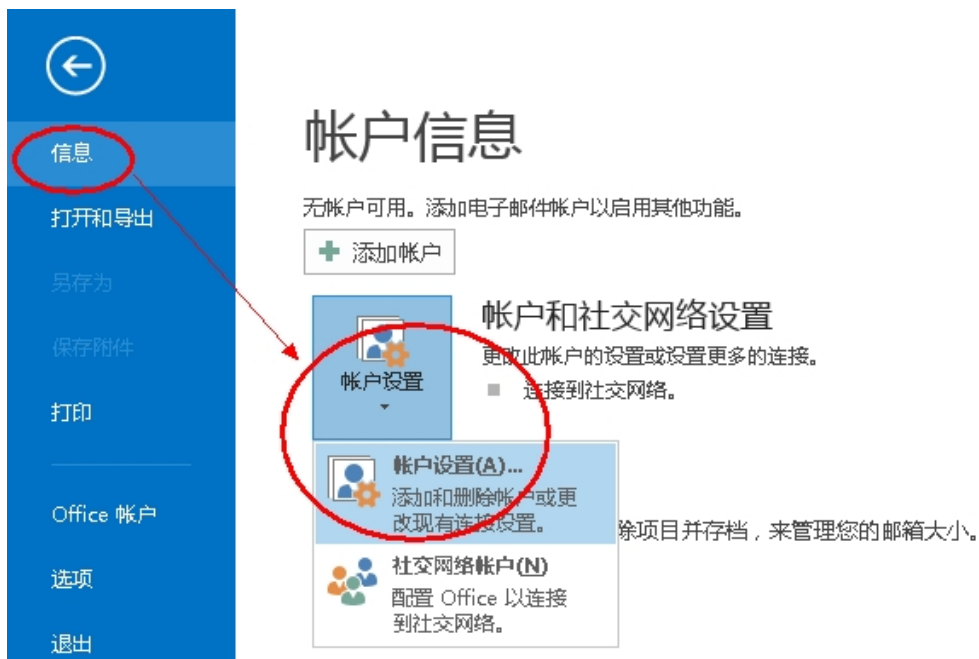 信息
打开和导出
另存为
保存附件
打印
Office 帐户
选项
退出
帐户信息
无帐户可用。添加电子邮件帐户以启用其他功能。
添加帐户
帐户设置
帐户和社交网络设置
更改此帐户的设置或设置更多的连接。
连接到社交网络。
帐户设置(A)...
添加和删除帐户或更
改现有连接设置。
除项目并存档，来管理您的邮箱大小。
社交网络帐户(N)
配置 Office 以连接
到社交网络。